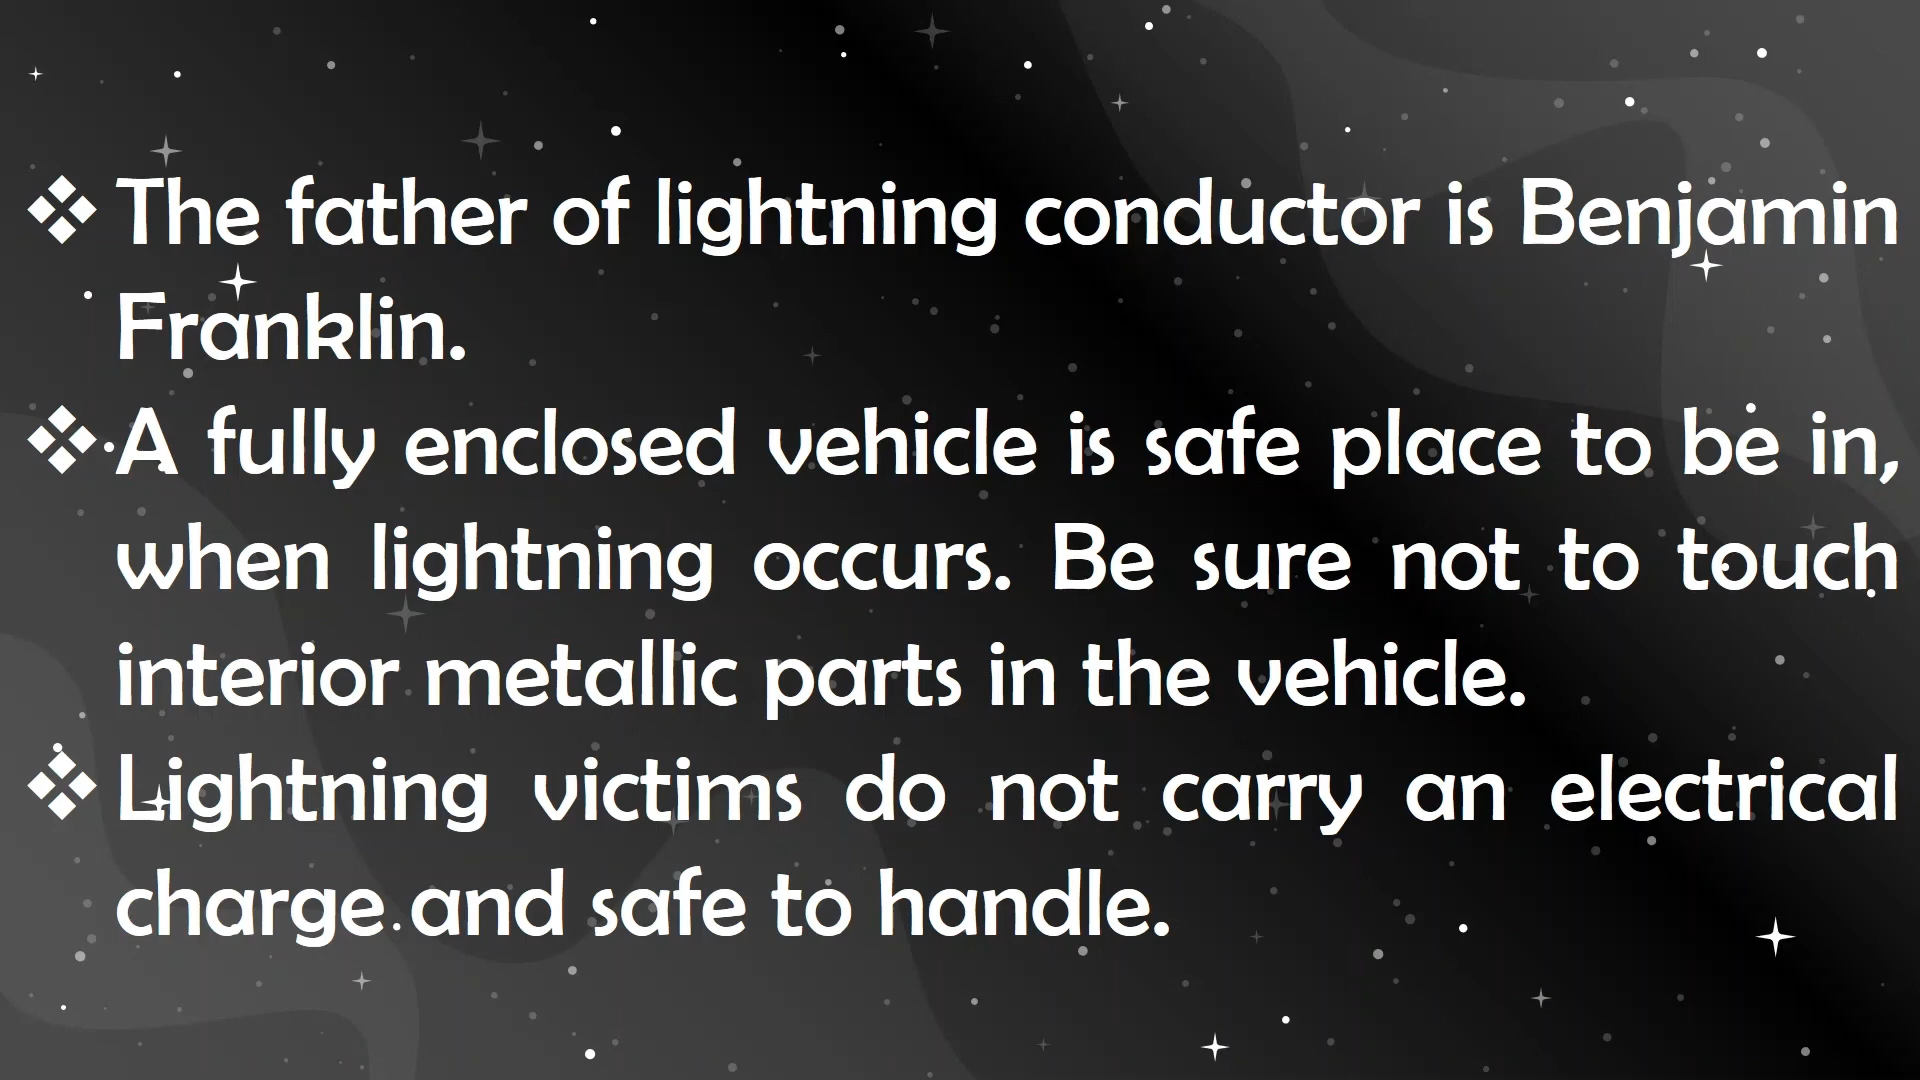 ❖ The father of lightning conductor is Benjamin
Franklin.
❖ A fully enclosed vehicle is safe place to be in,
when lightning occurs. Be sure not to touch
interior metallic parts in the vehicle.
❖ Lightning victims do not carry an electrical
charge and safe to handle.